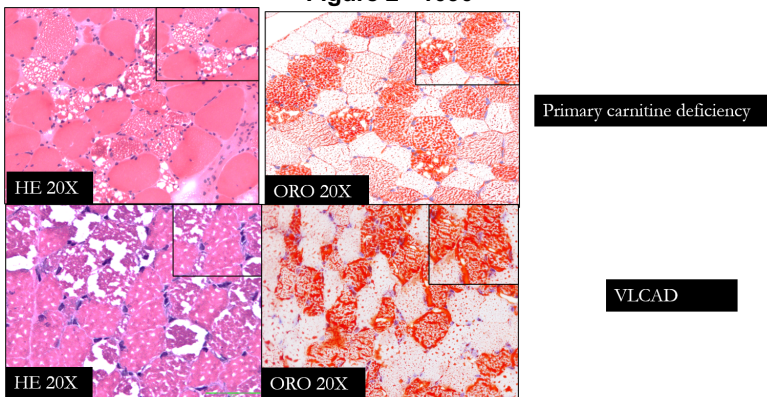 HE 20X
ORO 20X
Primary carnitine deficiency
HE 20X
ORO 20X
VLCAD